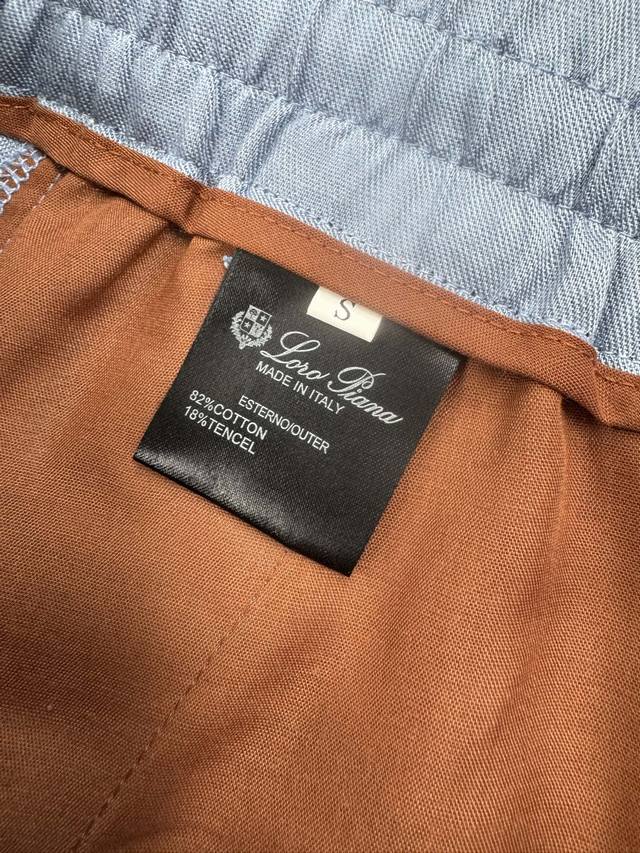 S
Loro Piana
MADE IN ITALY
ESTERNO/OUTER
82%COTTON
18%TENCEL